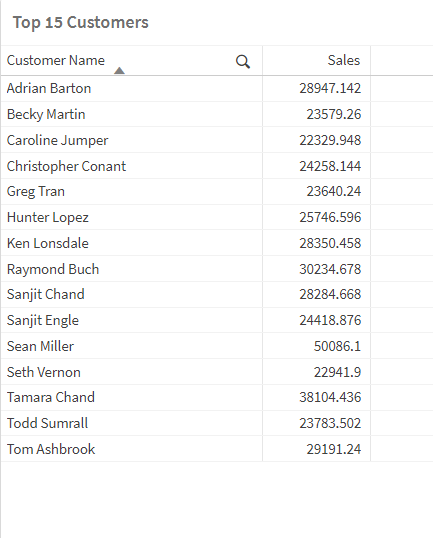 Top 15 Customers
Customer Name Sales
Adrian Barton 28947.142
Becky Martin 23579.26
Caroline Jumper 22329.948
Christopher Conant 24258.144
Greg Tran 23640.24
Hunter Lopez 25746.596
Ken Lonsdale 28350.458
Raymond Buch 30234.678
Sanjit Chand 28284.668
Sanjit Engle 24418.876
Sean Miller 50086.1
Seth Vernon 22941.9
Tamara Chand 38104.436
Todd Sumrall 23783.502
Tom Ashbrook 29191.24